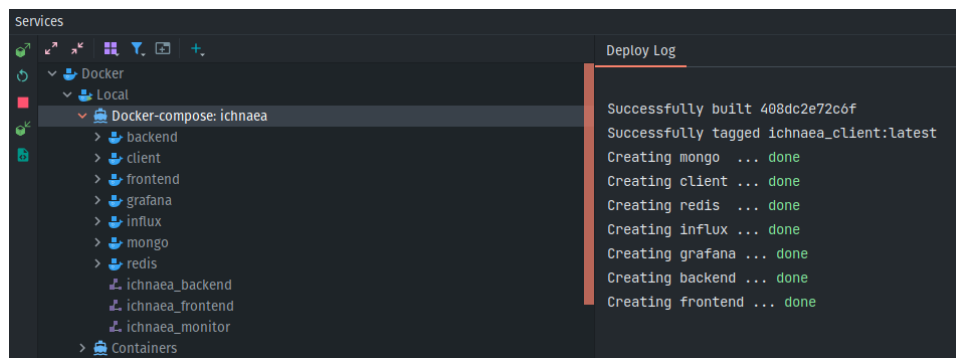 Services
Docker
Local
Docker-compose: ichnaea
backend
client
frontend
grafana
influx
mongo
redis
ichnaea_backend
ichnaea_frontend
ichnaea_monitor
Containers
Deploy Log
Successfully built 408dc2e72c6f
Successfully tagged ichnaea_client:latest
Creating mongo  ... done
Creating client ... done
Creating redis  ... done
Creating influx ... done
Creating grafana ... done
Creating backend ... done
Creating frontend ... done